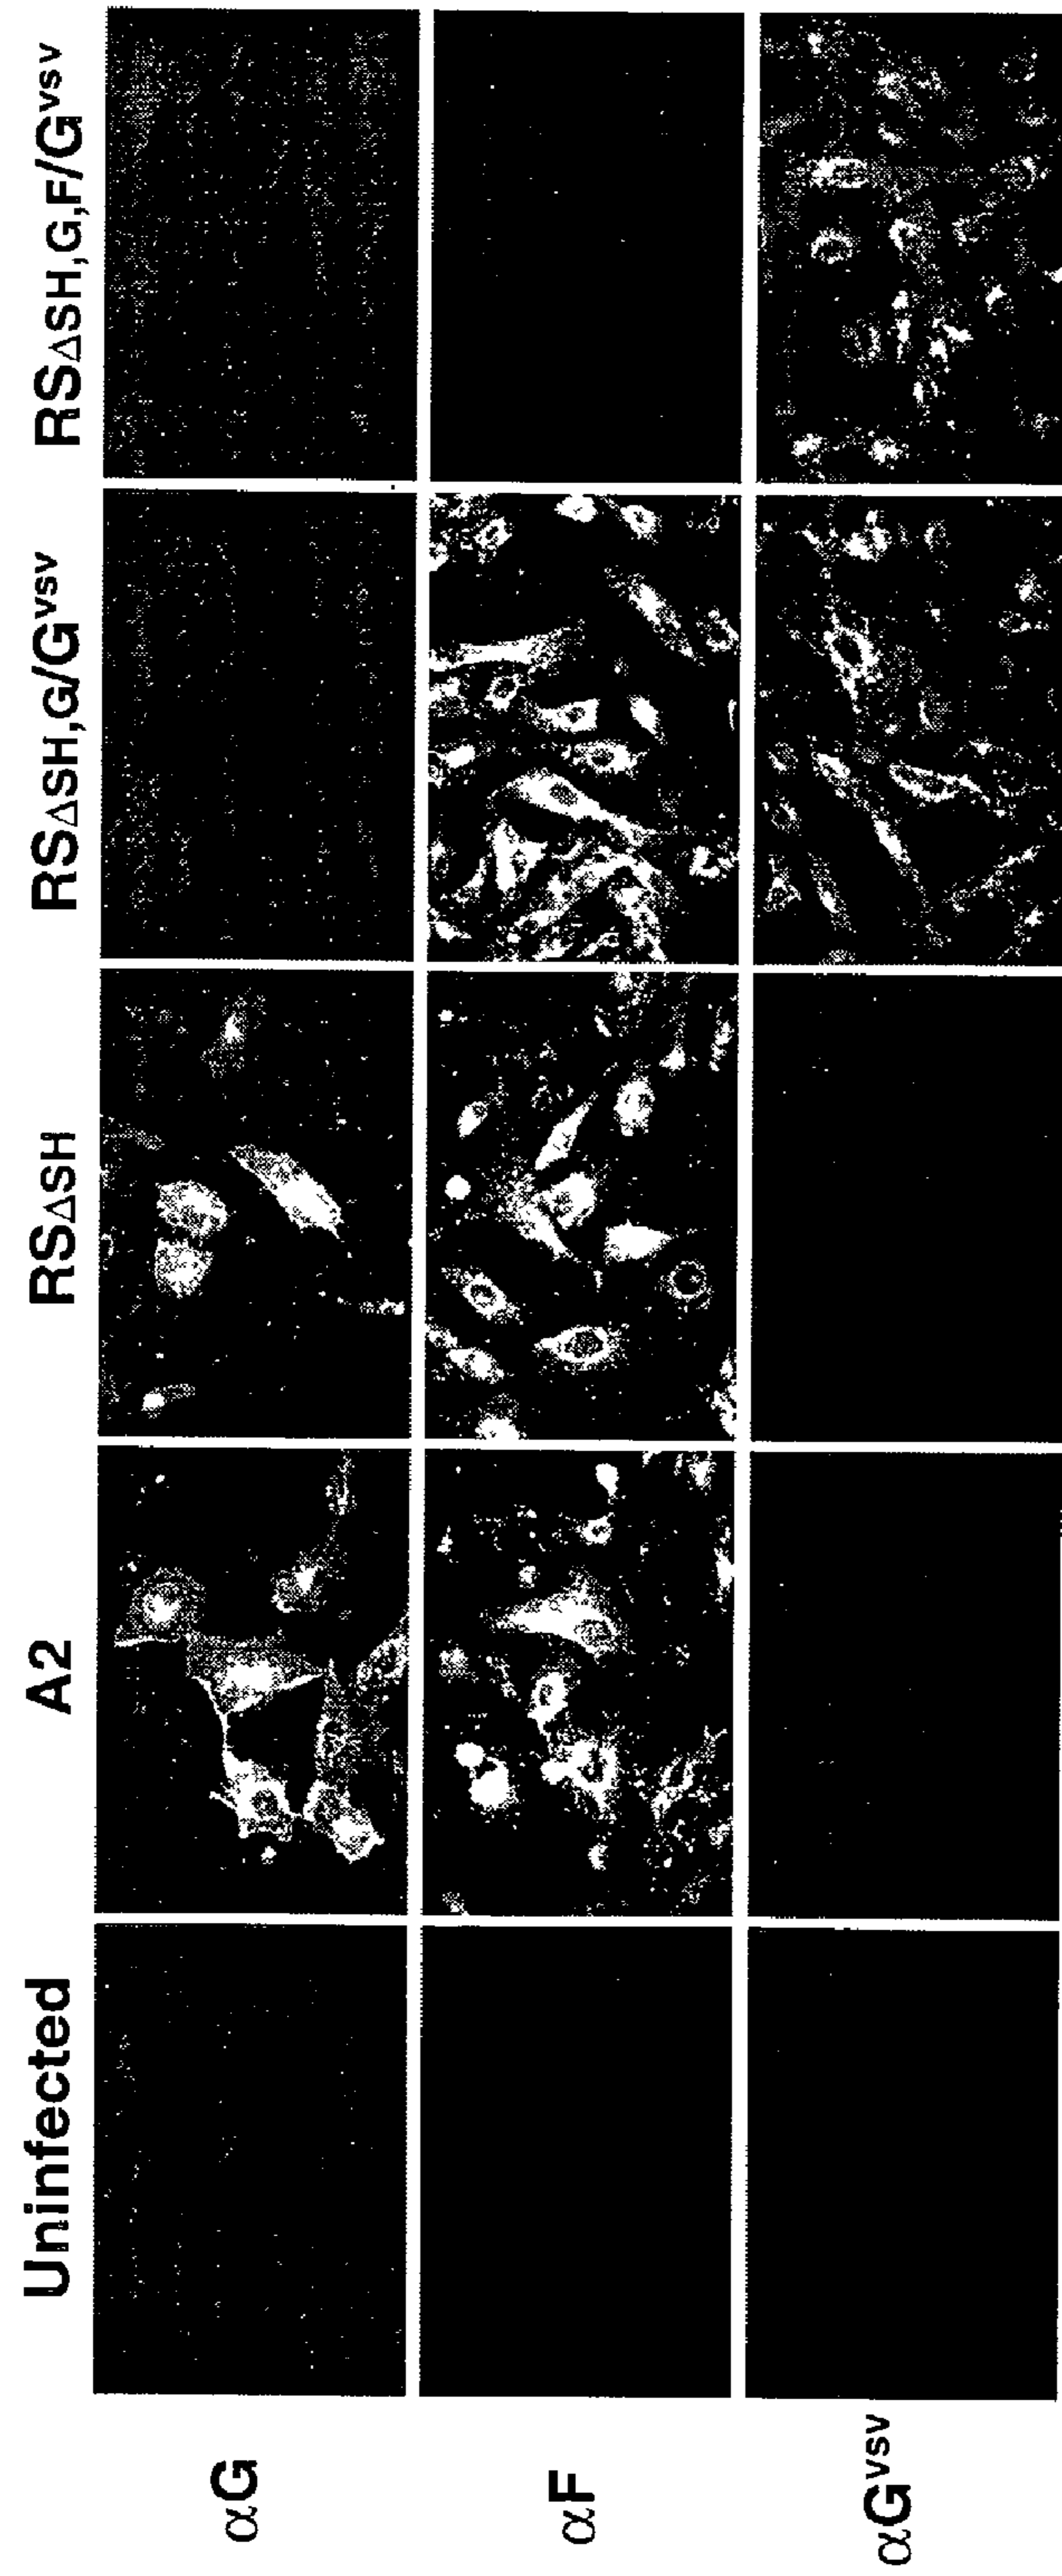 Uninfected A2 RSΔSH RSΔSH,G/Gvsv RSΔSH,G,F/Gvsv
αG
αF
αGvsv